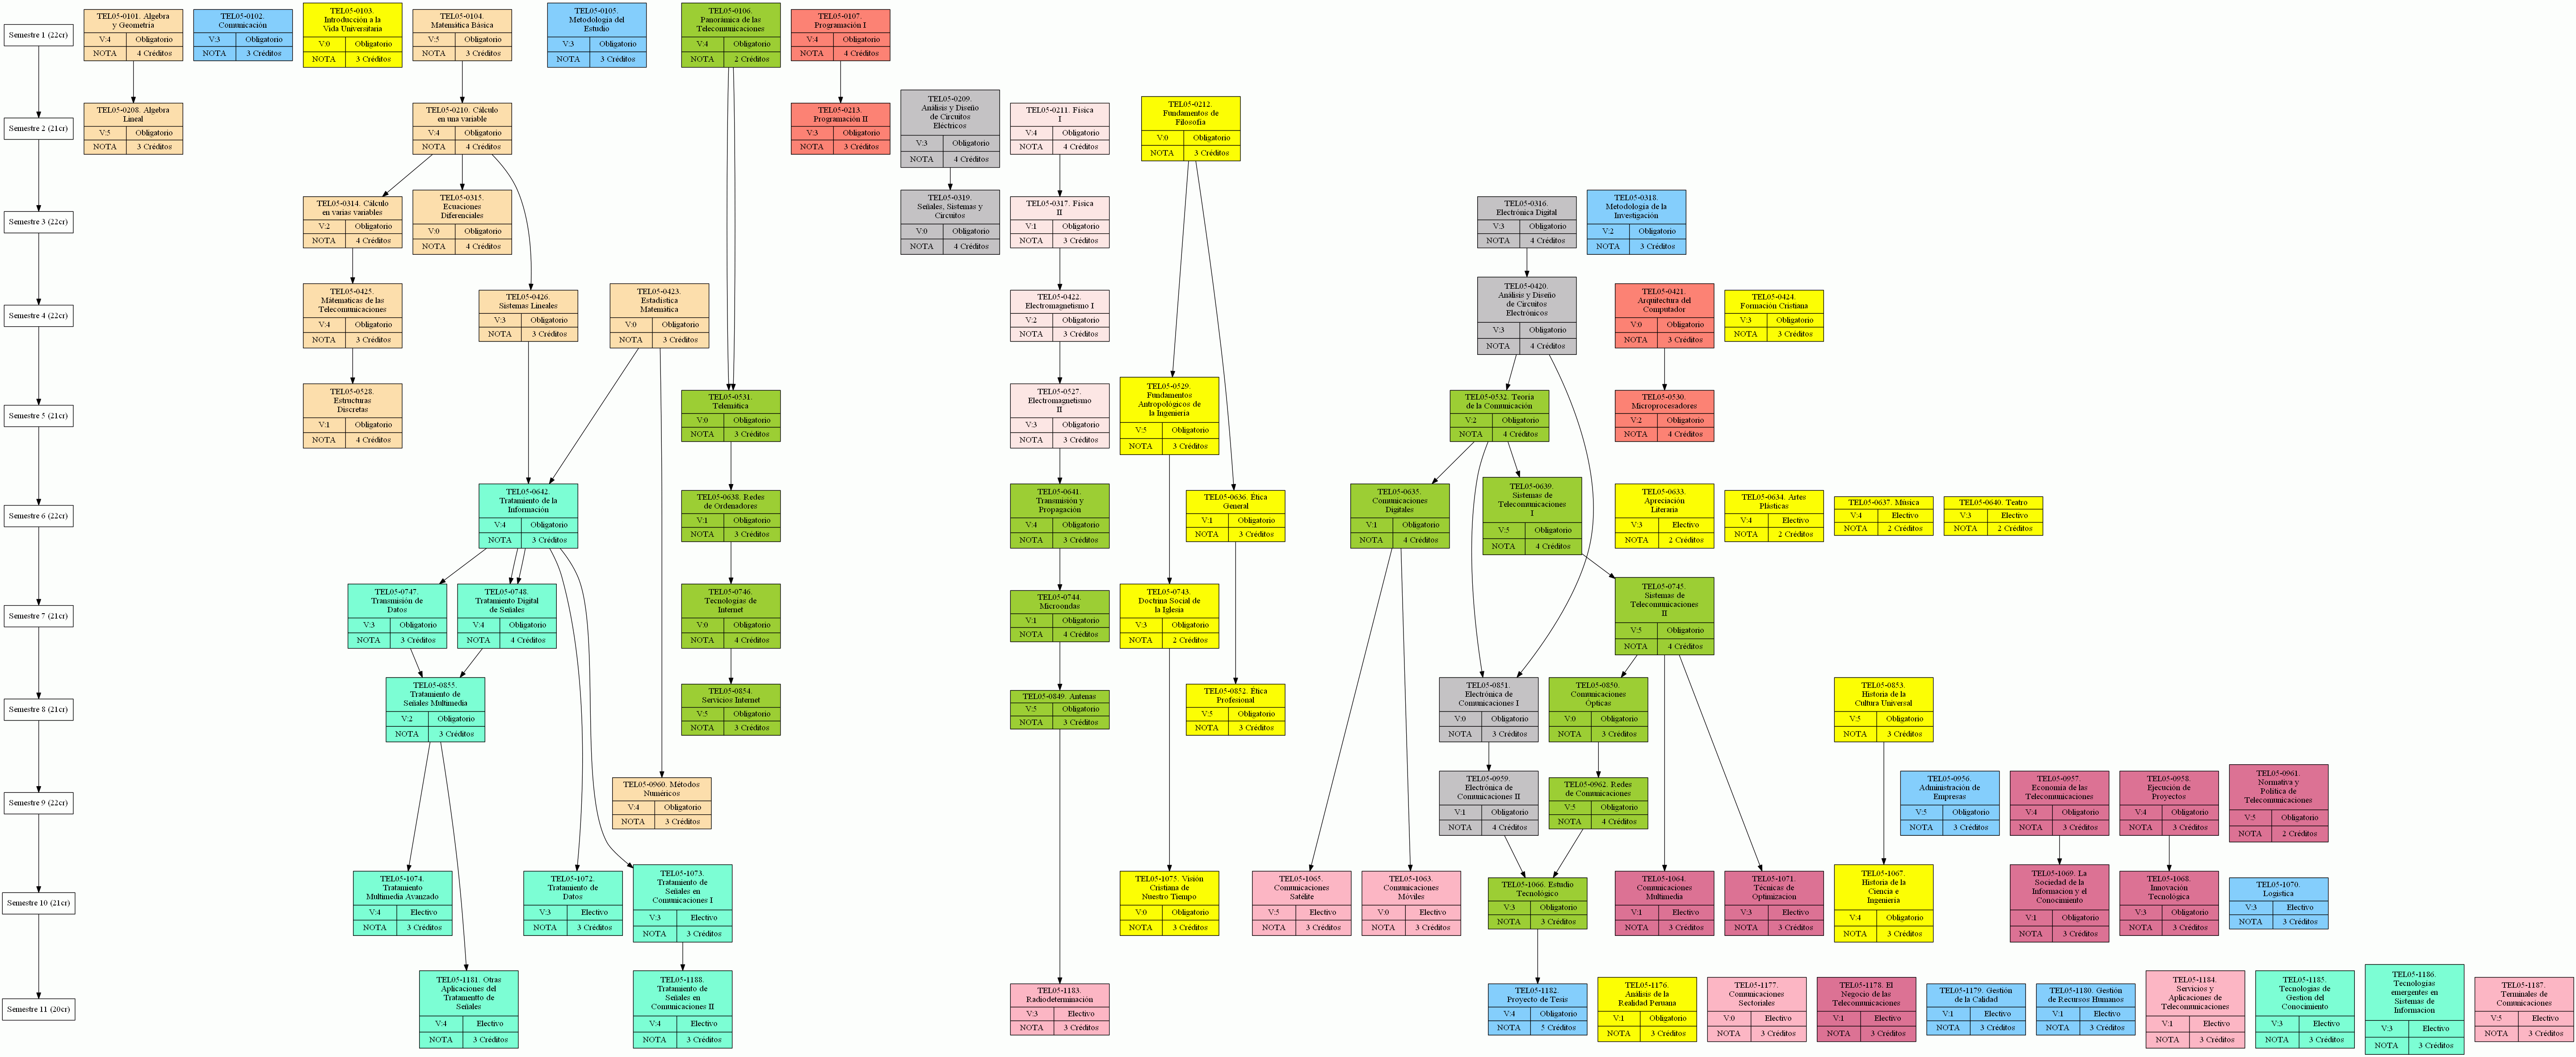 Semestre 1 (22cr)
TEL05-0101. Algebra
y Geometria
V:4 Obligatorio
NOTA 4 Créditos
TEL05-0102.
Comunicación
V:3 Obligatorio
NOTA 3 Créditos
TEL05-0103.
Introducción a la
Vida Universitaria
V:0 Obligatorio
NOTA 3 Créditos
TEL05-0104.
Matemática Básica
V:5 Obligatorio
NOTA 3 Créditos
TEL05-0105.
Metodología del
Estudio
V:3 Obligatorio
NOTA 3 Créditos
TEL05-0106.
Panorámica de las
Telecomunicaciones
V:4 Obligatorio
NOTA 2 Créditos
TEL05-0107.
Programación I
V:4 Obligatorio
NOTA 4 Créditos
Semestre 2 (21cr)
TEL05-0208. Algebra
Lineal
V:5 Obligatorio
NOTA 3 Créditos
TEL05-0210. Cálculo
en una variable
V:4 Obligatorio
NOTA 4 Créditos
TEL05-0213.
Programación II
V:3 Obligatorio
NOTA 3 Créditos
TEL05-0209.
Análisis y Diseño
de Circuitos
Eléctricos
V:3 Obligatorio
NOTA 4 Créditos
TEL05-0211. Física
I
V:4 Obligatorio
NOTA 4 Créditos
TEL05-0212.
Fundamentos de
Filosofía
V:0 Obligatorio
NOTA 3 Créditos
Semestre 3 (22cr)
TEL05-0314. Cálculo
en varias variables
V:2 Obligatorio
NOTA 4 Créditos
TEL05-0315.
Ecuaciones
Diferenciales
V:0 Obligatorio
NOTA 4 Créditos
TEL05-0319.
Señales, Sistemas y
Circuitos
V:0 Obligatorio
NOTA 4 Créditos
TEL05-0317. Física
II
V:1 Obligatorio
NOTA 3 Créditos
TEL05-0316.
Electrónica Digital
V:3 Obligatorio
NOTA 4 Créditos
TEL05-0318.
Metodología de la
Investigación
V:2 Obligatorio
NOTA 3 Créditos
Semestre 4 (22cr)
TEL05-0425.
Mátematicas de las
Telecomunicaciones
V:4 Obligatorio
NOTA 3 Créditos
TEL05-0426.
Sistemas Lineales
V:3 Obligatorio
NOTA 3 Créditos
TEL05-0423.
Estadística
Matemática
V:0 Obligatorio
NOTA 3 Créditos
TEL05-0422.
Electromagnetismo I
V:2 Obligatorio
NOTA 3 Créditos
TEL05-0420.
Análisis y Diseño
de Circuitos
Electrónicos
V:3 Obligatorio
NOTA 4 Créditos
TEL05-0421.
Arquitectura del
Computador
V:0 Obligatorio
NOTA 3 Créditos
TEL05-0424.
Formación Cristiana
V:3 Obligatorio
NOTA 3 Créditos
Semestre 5 (21cr)
TEL05-0528.
Estructuras
Discretas
V:1 Obligatorio
NOTA 4 Créditos
TEL05-0531.
Telemática
V:0 Obligatorio
NOTA 3 Créditos
TEL05-0527.
Electromagnetismo
II
V:3 Obligatorio
NOTA 3 Créditos
TEL05-0529.
Fundamentos
Antropológicos de
la Ingeniería
V:5 Obligatorio
NOTA 3 Créditos
TEL05-0532. Teoría
de la Comunicación
V:2 Obligatorio
NOTA 4 Créditos
TEL05-0530.
Microprocesadores
V:2 Obligatorio
NOTA 4 Créditos
Semestre 6 (22cr)
TEL05-0642.
Tratamiento de la
Información
V:4 Obligatorio
NOTA 3 Créditos
TEL05-0638. Redes
de Ordenadores
V:1 Obligatorio
NOTA 3 Créditos
TEL05-0641.
Transmisión y
Propagación
V:4 Obligatorio
NOTA 3 Créditos
TEL05-0636. Ética
General
V:1 Obligatorio
NOTA 3 Créditos
TEL05-0635.
Comunicaciones
Digitales
V:1 Obligatorio
NOTA 4 Créditos
TEL05-0639.
Sistemas de
Telecomunicaciones
I
V:5 Obligatorio
NOTA 4 Créditos
TEL05-0633.
Apreciación
Literaria
V:3 Electivo
NOTA 2 Créditos
TEL05-0634. Artes
Plásticas
V:4 Electivo
NOTA 2 Créditos
TEL05-0637. Música
V:4 Electivo
NOTA 2 Créditos
TEL05-0640. Teatro
V:3 Electivo
NOTA 2 Créditos
Semestre 7 (21cr)
TEL05-0747.
Transmisión de
Datos
V:3 Obligatorio
NOTA 3 Créditos
TEL05-0748.
Tratamiento Digital
de Señales
V:4 Obligatorio
NOTA 4 Créditos
TEL05-0746.
Tecnologías de
Internet
V:0 Obligatorio
NOTA 4 Créditos
TEL05-0744.
Microondas
V:1 Obligatorio
NOTA 4 Créditos
TEL05-0743.
Doctrina Social de
la Iglesia
V:3 Obligatorio
NOTA 2 Créditos
TEL05-0745.
Sistemas de
Telecomunicaciones
II
V:5 Obligatorio
NOTA 4 Créditos
Semestre 8 (21cr)
TEL05-0855.
Tratamiento de
Señales Multimedia
V:2 Obligatorio
NOTA 3 Créditos
TEL05-0854.
Servicios Internet
V:5 Obligatorio
NOTA 3 Créditos
TEL05-0849. Antenas
V:5 Obligatorio
NOTA 3 Créditos
TEL05-0852. Ética
Profesional
V:5 Obligatorio
NOTA 3 Créditos
TEL05-0851.
Electrónica de
Comunicaciones I
V:0 Obligatorio
NOTA 3 Créditos
TEL05-0850.
Comunicaciones
Ópticas
V:0 Obligatorio
NOTA 3 Créditos
TEL05-0853.
Historia de la
Cultura Universal
V:5 Obligatorio
NOTA 3 Créditos
Semestre 9 (22cr)
TEL05-0960. Métodos
Numéricos
V:4 Obligatorio
NOTA 3 Créditos
TEL05-0959.
Electrónica de
Comunicaciones II
V:1 Obligatorio
NOTA 4 Créditos
TEL05-0962. Redes
de Comunicaciones
V:5 Obligatorio
NOTA 4 Créditos
TEL05-0956.
Administración de
Empresas
V:5 Obligatorio
NOTA 3 Créditos
TEL05-0957.
Economía de las
Telecomunicaciones
V:4 Obligatorio
NOTA 3 Créditos
TEL05-0958.
Ejecución de
Proyectos
V:4 Obligatorio
NOTA 3 Créditos
TEL05-0961.
Normativa y
Política de
Telecomunicaciones
V:5 Obligatorio
NOTA 2 Créditos
Semestre 10 (21cr)
TEL05-1074.
Tratamiento
Multimedia Avanzado
V:4 Electivo
NOTA 3 Créditos
TEL05-1072.
Tratamiento de
Datos
V:3 Electivo
NOTA 3 Créditos
TEL05-1073.
Tratamiento de
Señales en
Comunicaciones I
V:3 Electivo
NOTA 3 Créditos
TEL05-1075. Visión
Cristiana de
Nuestro Tiempo
V:0 Obligatorio
NOTA 3 Créditos
TEL05-1065.
Comunicaciones
Satélite
V:5 Electivo
NOTA 3 Créditos
TEL05-1063.
Comunicaciones
Móviles
V:0 Electivo
NOTA 3 Créditos
TEL05-1066. Estudio
Tecnológico
V:3 Obligatorio
NOTA 3 Créditos
TEL05-1064.
Comunicaciones
Multimedia
V:1 Electivo
NOTA 3 Créditos
TEL05-1071.
Técnicas de
Optimizacion
V:3 Electivo
NOTA 3 Créditos
TEL05-1067.
Historia de la
Ciencia e
Ingeniería
V:4 Obligatorio
NOTA 3 Créditos
TEL05-1069. La
Sociedad de la
Informacion y el
Conocimiento
V:1 Obligatorio
NOTA 3 Créditos
TEL05-1068.
Innovación
Tecnológica
V:3 Obligatorio
NOTA 3 Créditos
TEL05-1070.
Logística
V:3 Electivo
NOTA 3 Créditos
Semestre 11 (20cr)
TEL05-1181. Otras
Aplicaciones del
Tratamentto de
Señales
V:4 Electivo
NOTA 3 Créditos
TEL05-1188.
Tratamiento de
Señales en
Comunicaciones II
V:4 Electivo
NOTA 3 Créditos
TEL05-1183.
Radiodeterminación
V:3 Electivo
NOTA 3 Créditos
TEL05-1182.
Proyecto de Tesis
V:4 Obligatorio
NOTA 5 Créditos
TEL05-1176.
Análisis de la
Realidad Peruana
V:1 Obligatorio
NOTA 3 Créditos
TEL05-1177.
Comunicaciones
Sectoriales
V:0 Electivo
NOTA 3 Créditos
TEL05-1178. El
Negocio de las
Telecomunicaciones
V:1 Electivo
NOTA 3 Créditos
TEL05-1179. Gestión
de la Calidad
V:1 Electivo
NOTA 3 Créditos
TEL05-1180. Gestión
de Recursos Humanos
V:1 Electivo
NOTA 3 Créditos
TEL05-1184.
Servicios y
Aplicaciones de
Telecomunicaciones
V:1 Electivo
NOTA 3 Créditos
TEL05-1185.
Tecnologías de
Gestion del
Conocimiento
V:3 Electivo
NOTA 3 Créditos
TEL05-1186.
Tecnologías
emergentes en
Sistemas de
Informacion
V:3 Electivo
NOTA 3 Créditos
TEL05-1187.
Terminales de
Comunicaciones
V:5 Electivo
NOTA 3 Créditos